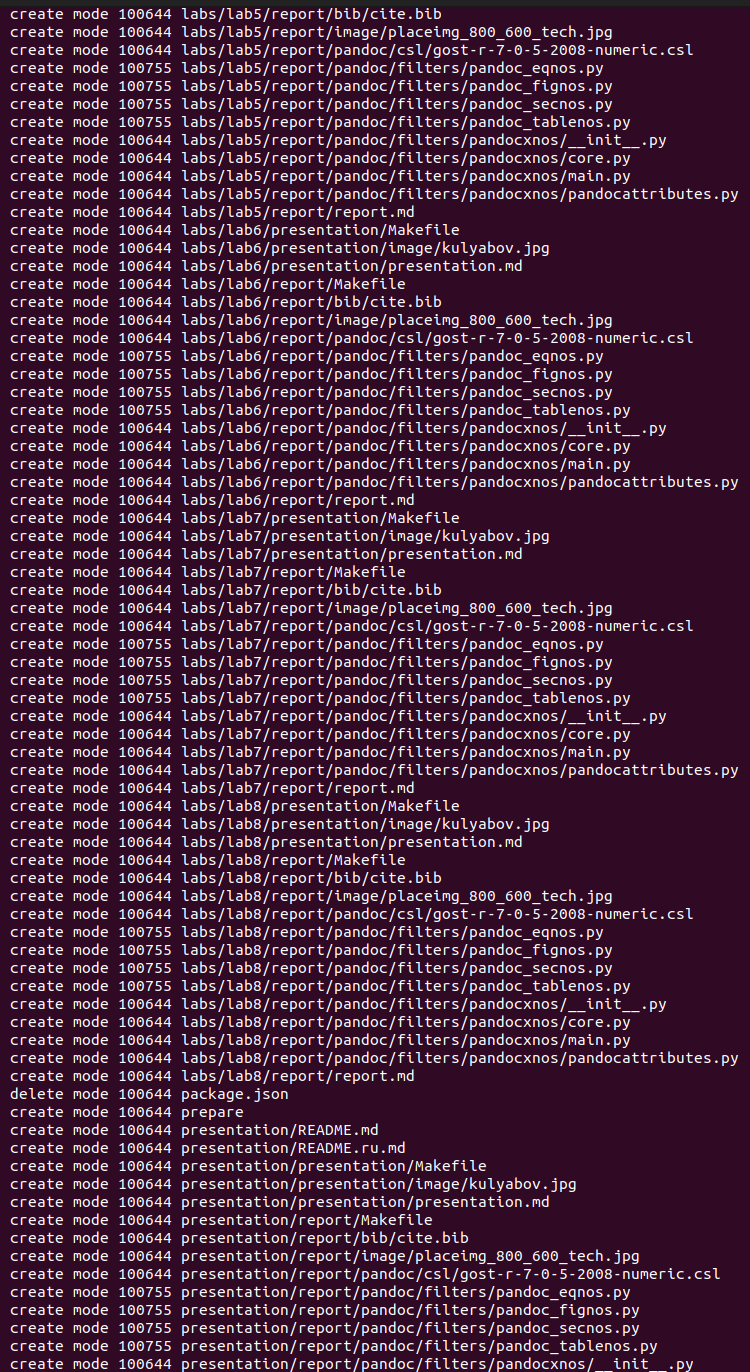 create mode 100644 labs/lab5/report/bib/cite.bib
create mode 100644 labs/lab5/report/image/placeimg_800_600_tech.jpg
create mode 100644 labs/lab5/report/pandoc/csl/gost-r-7-0-5-2008-numeric.csl
create mode 100755 labs/lab5/report/pandoc/filters/pandoc_eqnos.py
create mode 100755 labs/lab5/report/pandoc/filters/pandoc_fignos.py
create mode 100755 labs/lab5/report/pandoc/filters/pandoc_secnos.py
create mode 100755 labs/lab5/report/pandoc/filters/pandoc_tablenos.py
create mode 100644 labs/lab5/report/pandoc/filters/pandocxnos/__init__.py
create mode 100644 labs/lab5/report/pandoc/filters/pandocxnos/core.py
create mode 100644 labs/lab5/report/pandoc/filters/pandocxnos/main.py
create mode 100644 labs/lab5/report/pandoc/filters/pandocxnos/pandocattributes.py
create mode 100644 labs/lab5/report/report.md
create mode 100644 labs/lab6/presentation/Makefile
create mode 100644 labs/lab6/presentation/image/kulyabov.jpg
create mode 100644 labs/lab6/presentation/presentation.md
create mode 100644 labs/lab6/report/Makefile
create mode 100644 labs/lab6/report/bib/cite.bib
create mode 100644 labs/lab6/report/image/placeimg_800_600_tech.jpg
create mode 100644 labs/lab6/report/pandoc/csl/gost-r-7-0-5-2008-numeric.csl
create mode 100755 labs/lab6/report/pandoc/filters/pandoc_eqnos.py
create mode 100755 labs/lab6/report/pandoc/filters/pandoc_fignos.py
create mode 100755 labs/lab6/report/pandoc/filters/pandoc_secnos.py
create mode 100755 labs/lab6/report/pandoc/filters/pandoc_tablenos.py
create mode 100644 labs/lab6/report/pandoc/filters/pandocxnos/__init__.py
create mode 100644 labs/lab6/report/pandoc/filters/pandocxnos/core.py
create mode 100644 labs/lab6/report/pandoc/filters/pandocxnos/main.py
create mode 100644 labs/lab6/report/pandoc/filters/pandocxnos/pandocattributes.py
create mode 100644 labs/lab6/report/report.md
create mode 100644 labs/lab7/presentation/Makefile
create mode 100644 labs/lab7/presentation/image/kulyabov.jpg
create mode 100644 labs/lab7/presentation/presentation.md
create mode 100644 labs/lab7/report/Makefile
create mode 100644 labs/lab7/report/bib/cite.bib
create mode 100644 labs/lab7/report/image/placeimg_800_600_tech.jpg
create mode 100644 labs/lab7/report/pandoc/csl/gost-r-7-0-5-2008-numeric.csl
create mode 100755 labs/lab7/report/pandoc/filters/pandoc_eqnos.py
create mode 100755 labs/lab7/report/pandoc/filters/pandoc_fignos.py
create mode 100755 labs/lab7/report/pandoc/filters/pandoc_secnos.py
create mode 100755 labs/lab7/report/pandoc/filters/pandoc_tablenos.py
create mode 100644 labs/lab7/report/pandoc/filters/pandocxnos/__init__.py
create mode 100644 labs/lab7/report/pandoc/filters/pandocxnos/core.py
create mode 100644 labs/lab7/report/pandoc/filters/pandocxnos/main.py
create mode 100644 labs/lab7/report/pandoc/filters/pandocxnos/pandocattributes.py
create mode 100644 labs/lab7/report/report.md
create mode 100644 labs/lab8/presentation/Makefile
create mode 100644 labs/lab8/presentation/image/kulyabov.jpg
create mode 100644 labs/lab8/presentation/presentation.md
create mode 100644 labs/lab8/report/Makefile
create mode 100644 labs/lab8/report/bib/cite.bib
create mode 100644 labs/lab8/report/image/placeimg_800_600_tech.jpg
create mode 100644 labs/lab8/report/pandoc/csl/gost-r-7-0-5-2008-numeric.csl
create mode 100755 labs/lab8/report/pandoc/filters/pandoc_eqnos.py
create mode 100755 labs/lab8/report/pandoc/filters/pandoc_fignos.py
create mode 100755 labs/lab8/report/pandoc/filters/pandoc_secnos.py
create mode 100755 labs/lab8/report/pandoc/filters/pandoc_tablenos.py
create mode 100644 labs/lab8/report/pandoc/filters/pandocxnos/__init__.py
create mode 100644 labs/lab8/report/pandoc/filters/pandocxnos/core.py
create mode 100644 labs/lab8/report/pandoc/filters/pandocxnos/main.py
create mode 100644 labs/lab8/report/pandoc/filters/pandocxnos/pandocattributes.py
create mode 100644 labs/lab8/report/report.md
delete mode 100644 package.json
create mode 100644 prepare
create mode 100644 presentation/README.md
create mode 100644 presentation/README.ru.md
create mode 100644 presentation/presentation/Makefile
create mode 100644 presentation/presentation/image/kulyabov.jpg
create mode 100644 presentation/presentation/presentation.md
create mode 100644 presentation/report/Makefile
create mode 100644 presentation/report/bib/cite.bib
create mode 100644 presentation/report/image/placeimg_800_600_tech.jpg
create mode 100644 presentation/report/pandoc/csl/gost-r-7-0-5-2008-numeric.csl
create mode 100755 presentation/report/pandoc/filters/pandoc_eqnos.py
create mode 100755 presentation/report/pandoc/filters/pandoc_fignos.py
create mode 100755 presentation/report/pandoc/filters/pandoc_secnos.py
create mode 100755 presentation/report/pandoc/filters/pandoc_tablenos.py
create mode 100644 presentation/report/pandoc/filters/pandocxnos/__init__.py